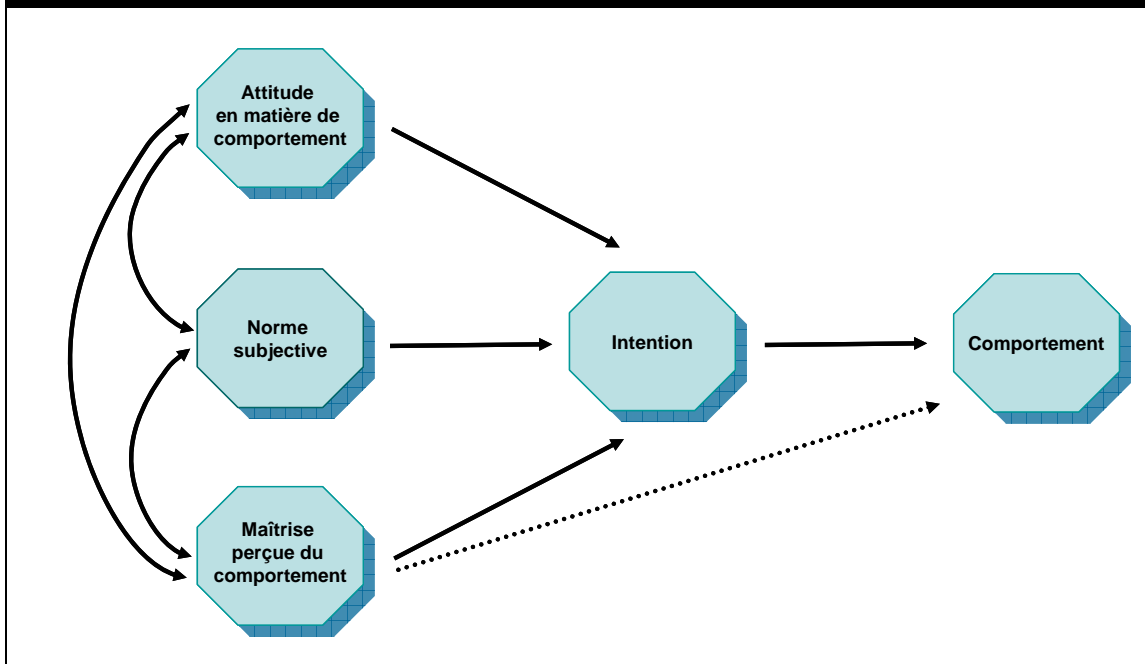 Attitude
en matière de
comportement
Norme
subjective
Intention
Comportement
Maîtrise
perçue du
comportement